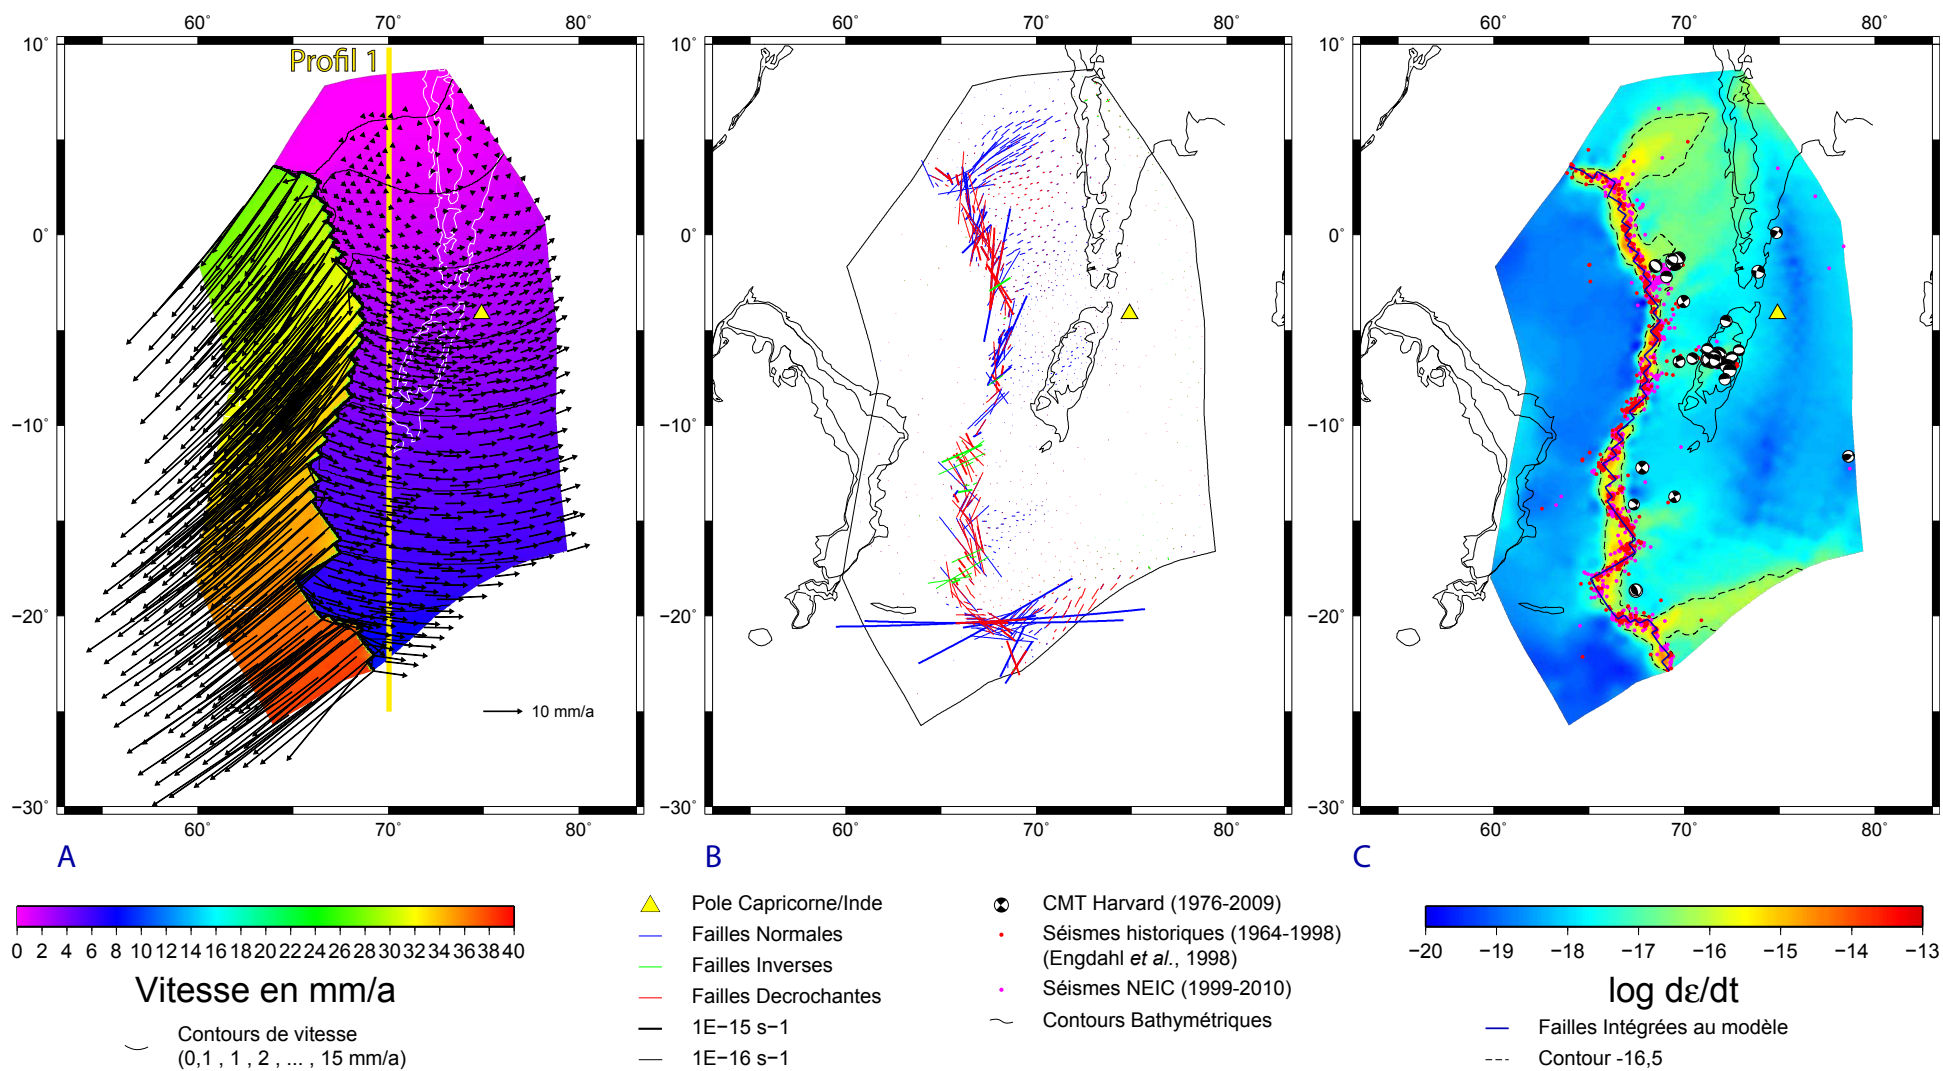 60° 70° 80° 60° 70° 80° 60° 70° 80°
10° 10° 10°
Profil 1
0° 0° 0°
−10° −10° −10°
−20° −20° −20°
10 mm/a
−30° −30° −30°
60° 70° 80° 60° 70° 80° 60° 70° 80°
A B C
0 2 4 6 8 10 12 14 16 18 20 22 24 26 28 30 32 34 36 38 40
Vitesse en mm/a
Contours de vitesse
(0,1 , 1 , 2 , ... , 15 mm/a)
Pole Capricorne/Inde
Failles Normales
Failles Inverses
Failles Decrochantes
1E−15 s−1
1E−16 s−1
CMT Harvard (1976-2009)
Séismes historiques (1964-1998)
(Engdahl et al., 1998)
Séismes NEIC (1999-2010)
Contours Bathymétriques
−20 −19 −18 −17 −16 −15 −14 −13
log dε/dt
Failles Intégrées au modèle
Contour -16,5